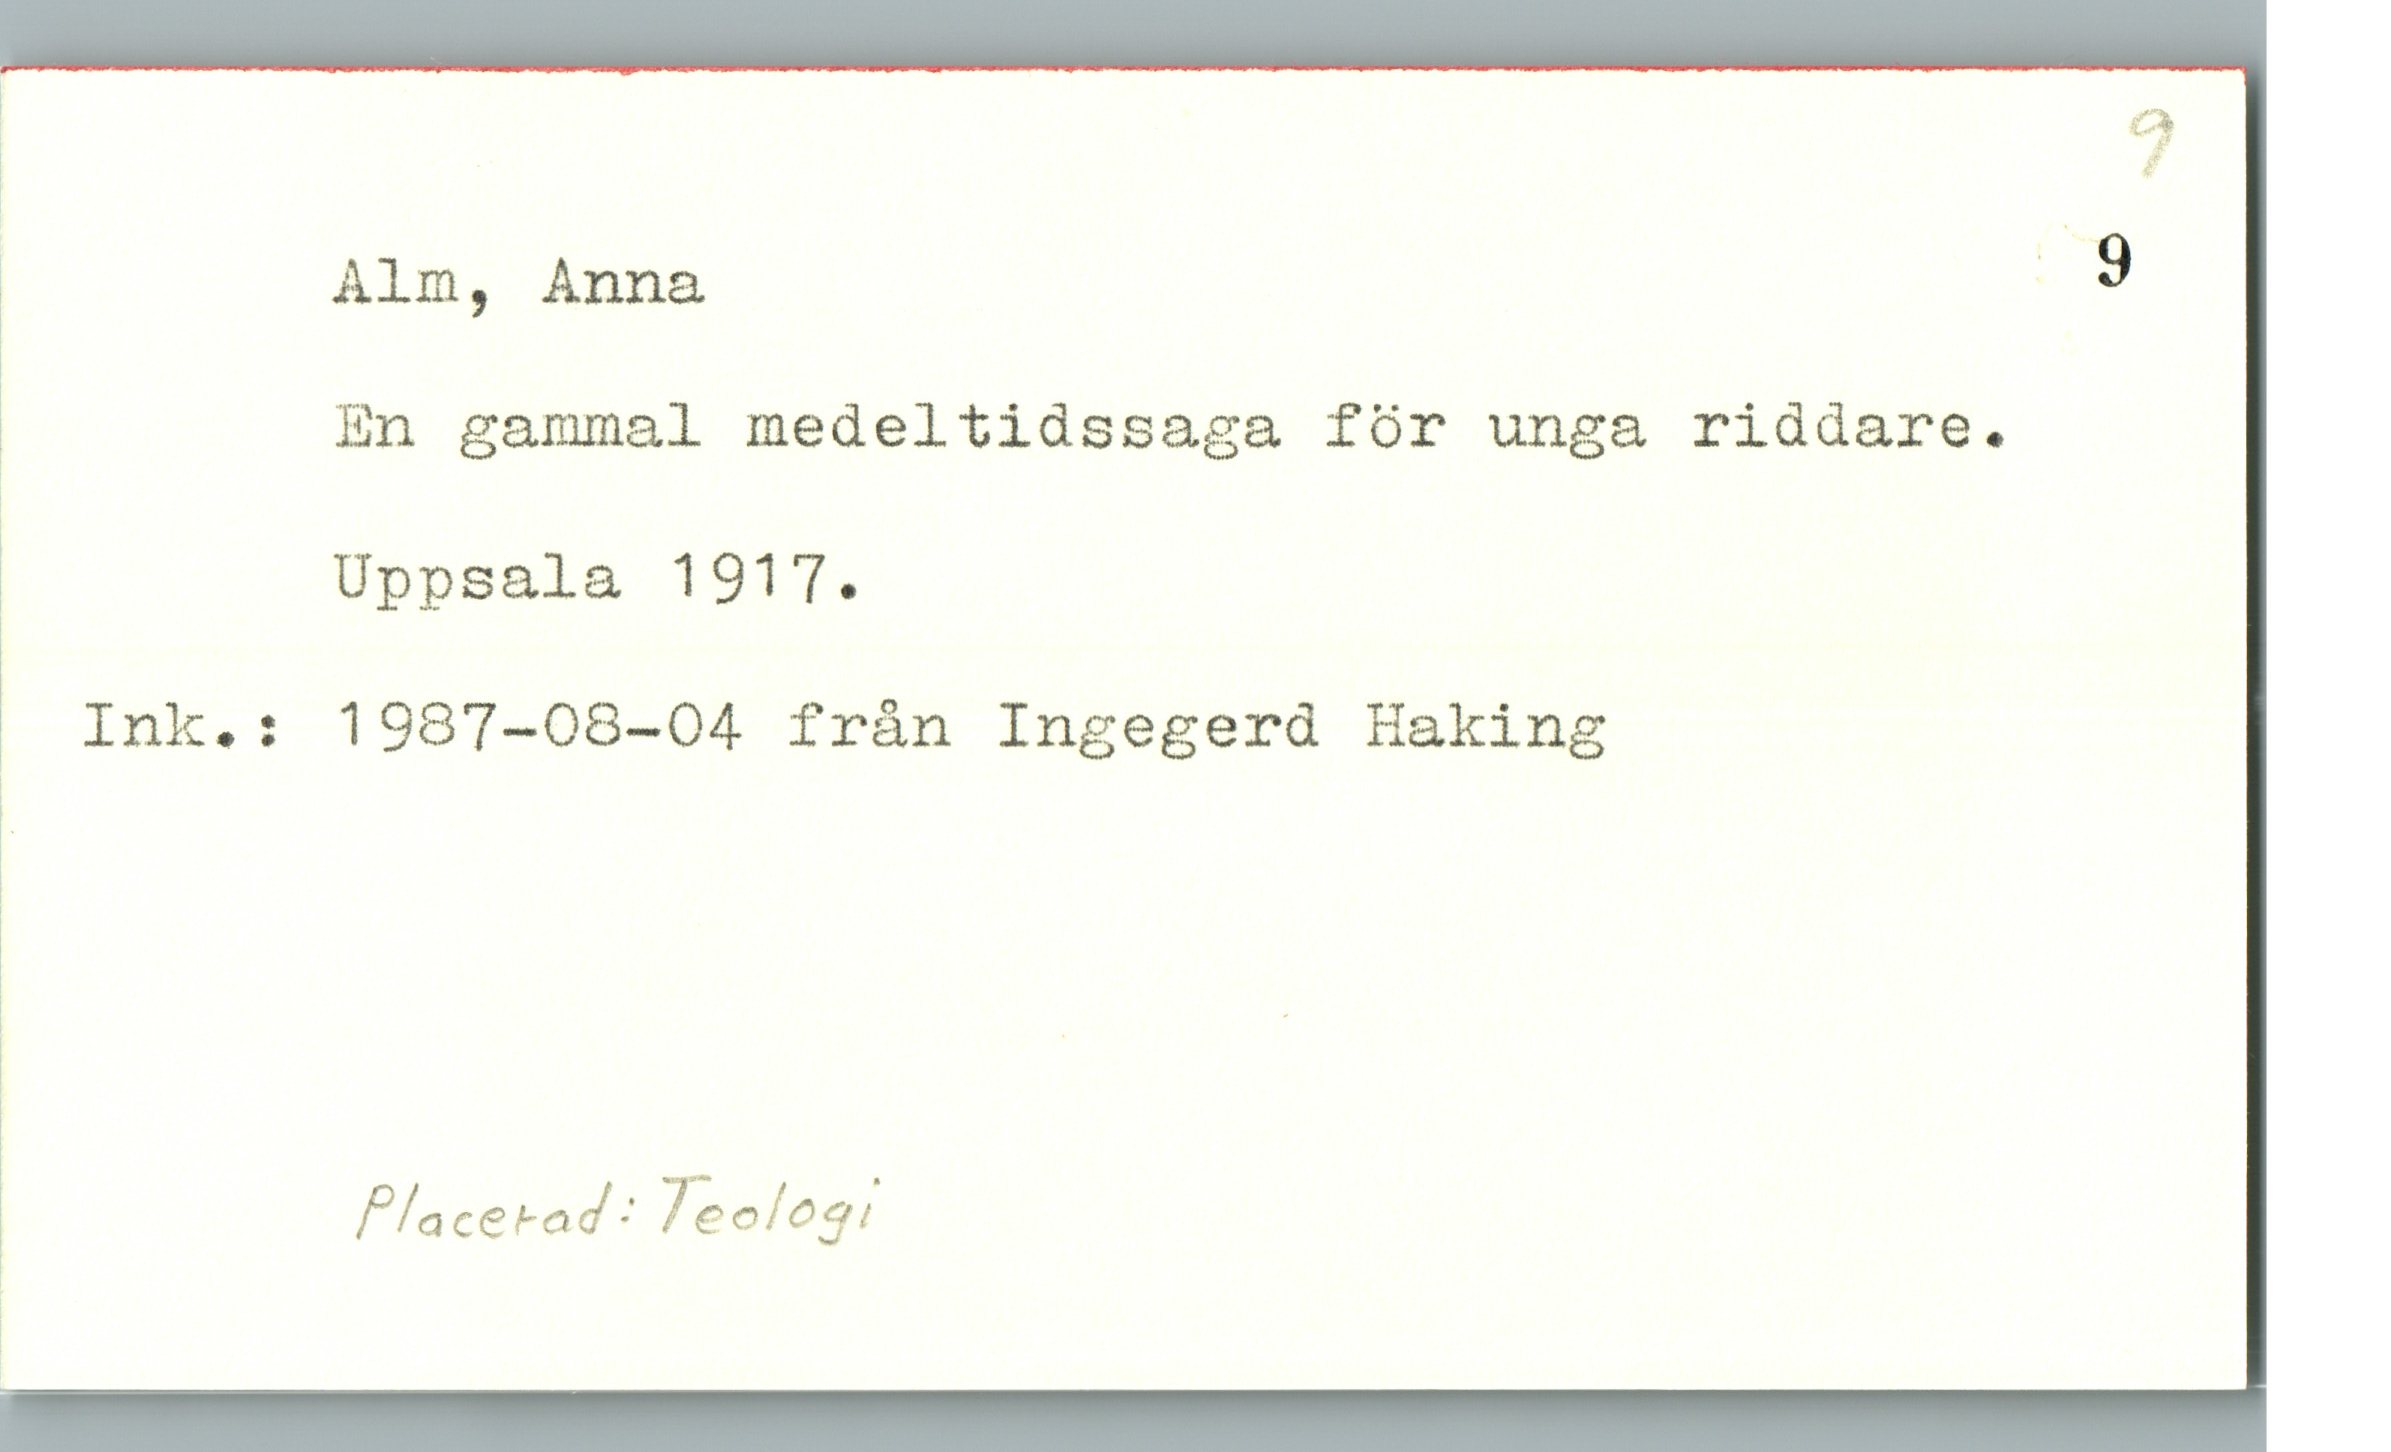 9
9
Alm, Anna
En gammal medeltidssaga för unga riddare.
Uppsala 1917.
Ink.: 1987-08-04 från Ingegerd Haking
Placerad: Teologi